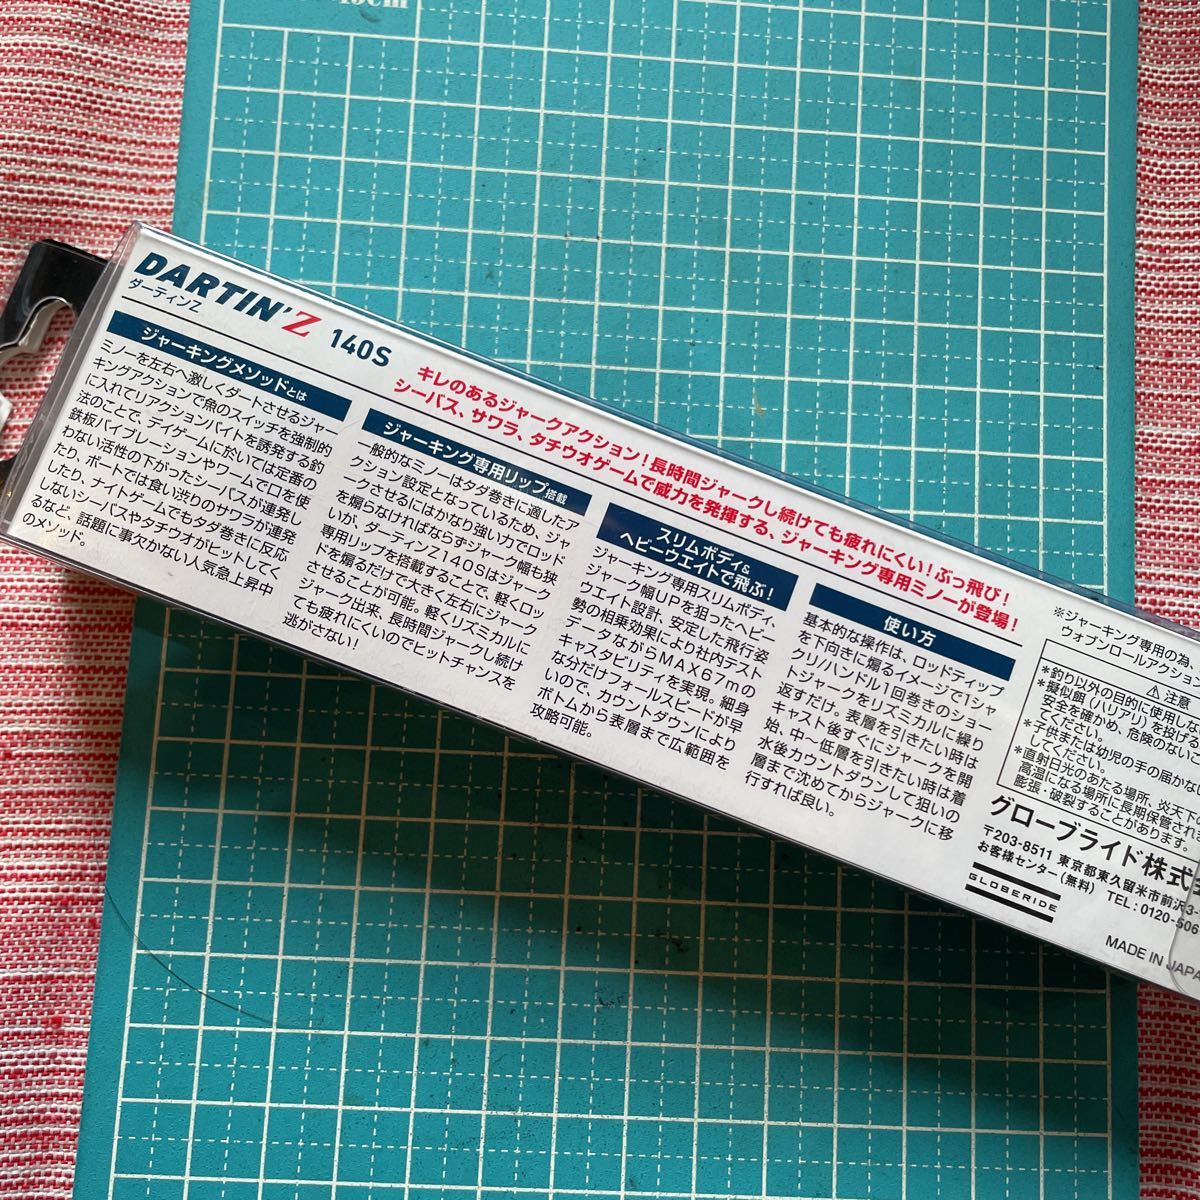 DARTIN'Z 140S
ダーティンZ
キレのあるジャークアクション!長時間ジャークし続けても疲れにくい!ぶっ飛び!
シーバス、サワラ、タチウオゲームで威力を発揮する、ジャーキング専用ミノーが登場!
ジャーキングメソッドとは
ミノーを左右へ激しくダートさせるジャー
キングアクションで魚のスイッチを強制的
に入れてリアクションバイトを誘発する釣
法のことで、デイゲームに於いては定番の
鉄板バイブレーションやワームで口を使
わない活性の下がったシーバスが連発し
たり、ボートでは食い渋りのサワラが連発
したり、ナイトゲームでもタダ巻きに反応
しないシーバスやタチウオがヒットしてく
るなど、話題に事欠かない人気急上昇中
のメソッド。
ジャーキング専用リップ搭載
一般的なミノーはタダ巻きに適したア
クション設定となっているため、ジャ
ークさせるにはかなり強い力でロッド
を煽らなければならずジャーク幅も狭
いが、ダーティンZ140Sはジャーク
専用リップを搭載することで、軽くロッ
ドを煽るだけで大きく左右にジャーク
させることが可能。軽くリズミカルに
ジャーク出来、長時間ジャークし続け
ても疲れにくいのでヒットチャンスを
逃がさない!
スリムボディ&
ヘビーウエイトで飛ぶ!
ジャーキング専用スリムボディ、
ジャーク幅UPを狙ったヘビー
ウエイト設計、安定した飛行姿
勢の相乗効果により社内テスト
データながらMAX67mの
キャスタビリティを実現。細身
な分だけフォールスピードが早
いので、カウントダウンにより
ボトムから表層まで広範囲を
攻略可能。
使い方
基本的な操作は、ロッドティップ
を下向きに煽るイメージで1シャ
クリ/ハンドル1回巻きのショー
トジャークをリズミカルに繰り
返すだけ。表層を引きたい時は
キャスト後すぐにジャークを開
始、中〜低層を引きたい時は着
水後カウントダウンして狙いの
層まで沈めてからジャークに移
行すれば良い。
※ジャーキング専用の為、
ウォブンロールアクション
⚠ 注意
*釣り以外の目的に使用しな
*擬似餌(ハリアリ)を投げる
安全を確かめ、危険のないこ
てください。
*子供または幼児の手の届かない
してください。
*直射日光のあたる場所、炎天下
高温になる場所に長期保管され
膨張・破裂することがあります。
グローブライド株式
〒203-8511 東京都東久留米市前沢3-
お客様センター(無料) TEL:0120-506
GLOBERIDE
MADE IN JAPA